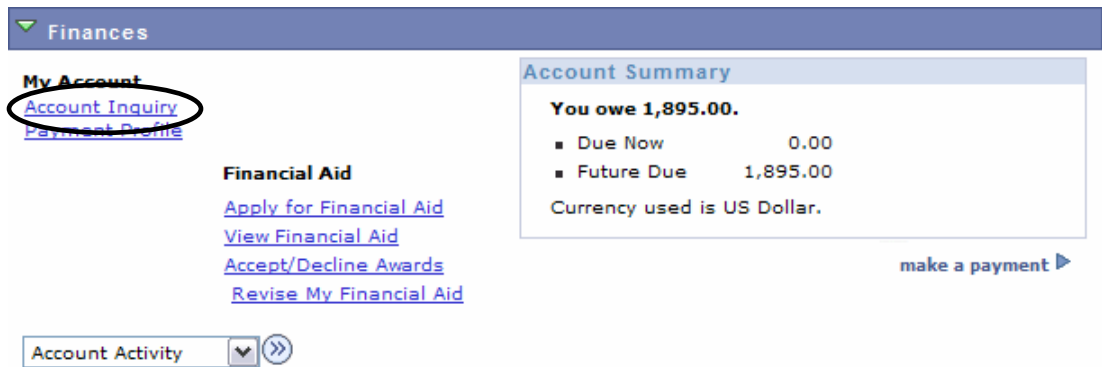 Finances
My Account
Account Inquiry
Payment Profile
Financial Aid
Apply for Financial Aid
View Financial Aid
Accept/Decline Awards
Revise My Financial Aid
Account Activity
Account Summary
You owe 1,895.00.
Due Now 0.00
Future Due 1,895.00
Currency used is US Dollar.
make a payment